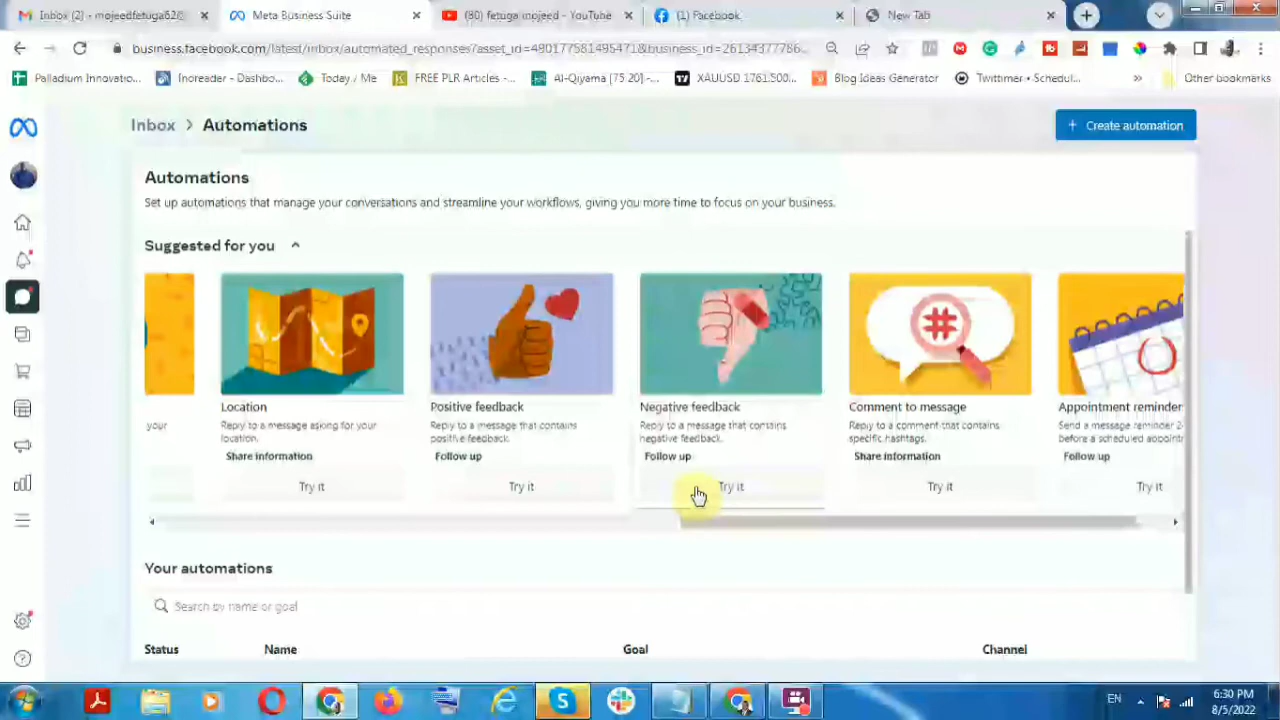 Inbox (2) - mojeedfetuga52@
Meta Business Suite
(80) fetuga mojeed - YouTube
(1) Facebook
New Tab
business.facebook.com/latest/inbox/automated_responses?asset_id=490177581495471&business_id=26134377786...
Palladium Innovatio...
Inoreader - Dashbo...
Today / Me
FREE PLR Articles -...
Al-Qiyama [75 20] -...
XAUUSD 1761.500...
Blog Ideas Generator
Twittimer • Schedul...
»
Other bookmarks
Inbox > Automations
+ Create automation
Automations
Set up automations that manage your conversations and streamline your workflows, giving you more time to focus on your business.
Suggested for you
your
Location
Reply to a message asking for your
location.
Share information
Try it
Positive feedback
Reply to a message that contains
positive feedback.
Follow up
Try it
Negative feedback
Reply to a message that contains
negative feedback.
Follow up
Try it
Comment to message
Reply to a comment that contains
specific hashtags.
Share information
Try it
Appointment reminder
Send a message reminder 2
before a scheduled appoint
Follow up
Try it
Your automations
Search by name or goal
Status Name Goal Channel
EN
6:30 PM
8/5/2022